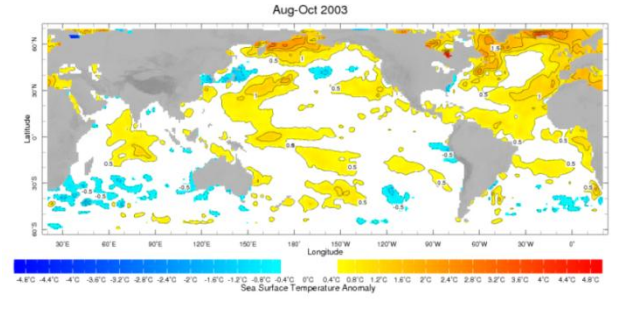 Aug-Oct 2003
Latitude
60°N
30°N
0°
30°S
60°S
30°E 60°E 90°E 120°E 150°E 180° 150°W 120°W 90°W 60°W 30°W 0°
Longitude
-4.8°C -4.4°C -4°C -3.6°C -3.2°C -2.8°C -2.4°C -2°C -1.6°C -1.2°C -0.8°C -0.4°C 0°C 0.4°C 0.8°C 1.2°C 1.6°C 2°C 2.4°C 2.8°C 3.2°C 3.6°C 4°C 4.4°C 4.8°C
Sea Surface Temperature Anomaly